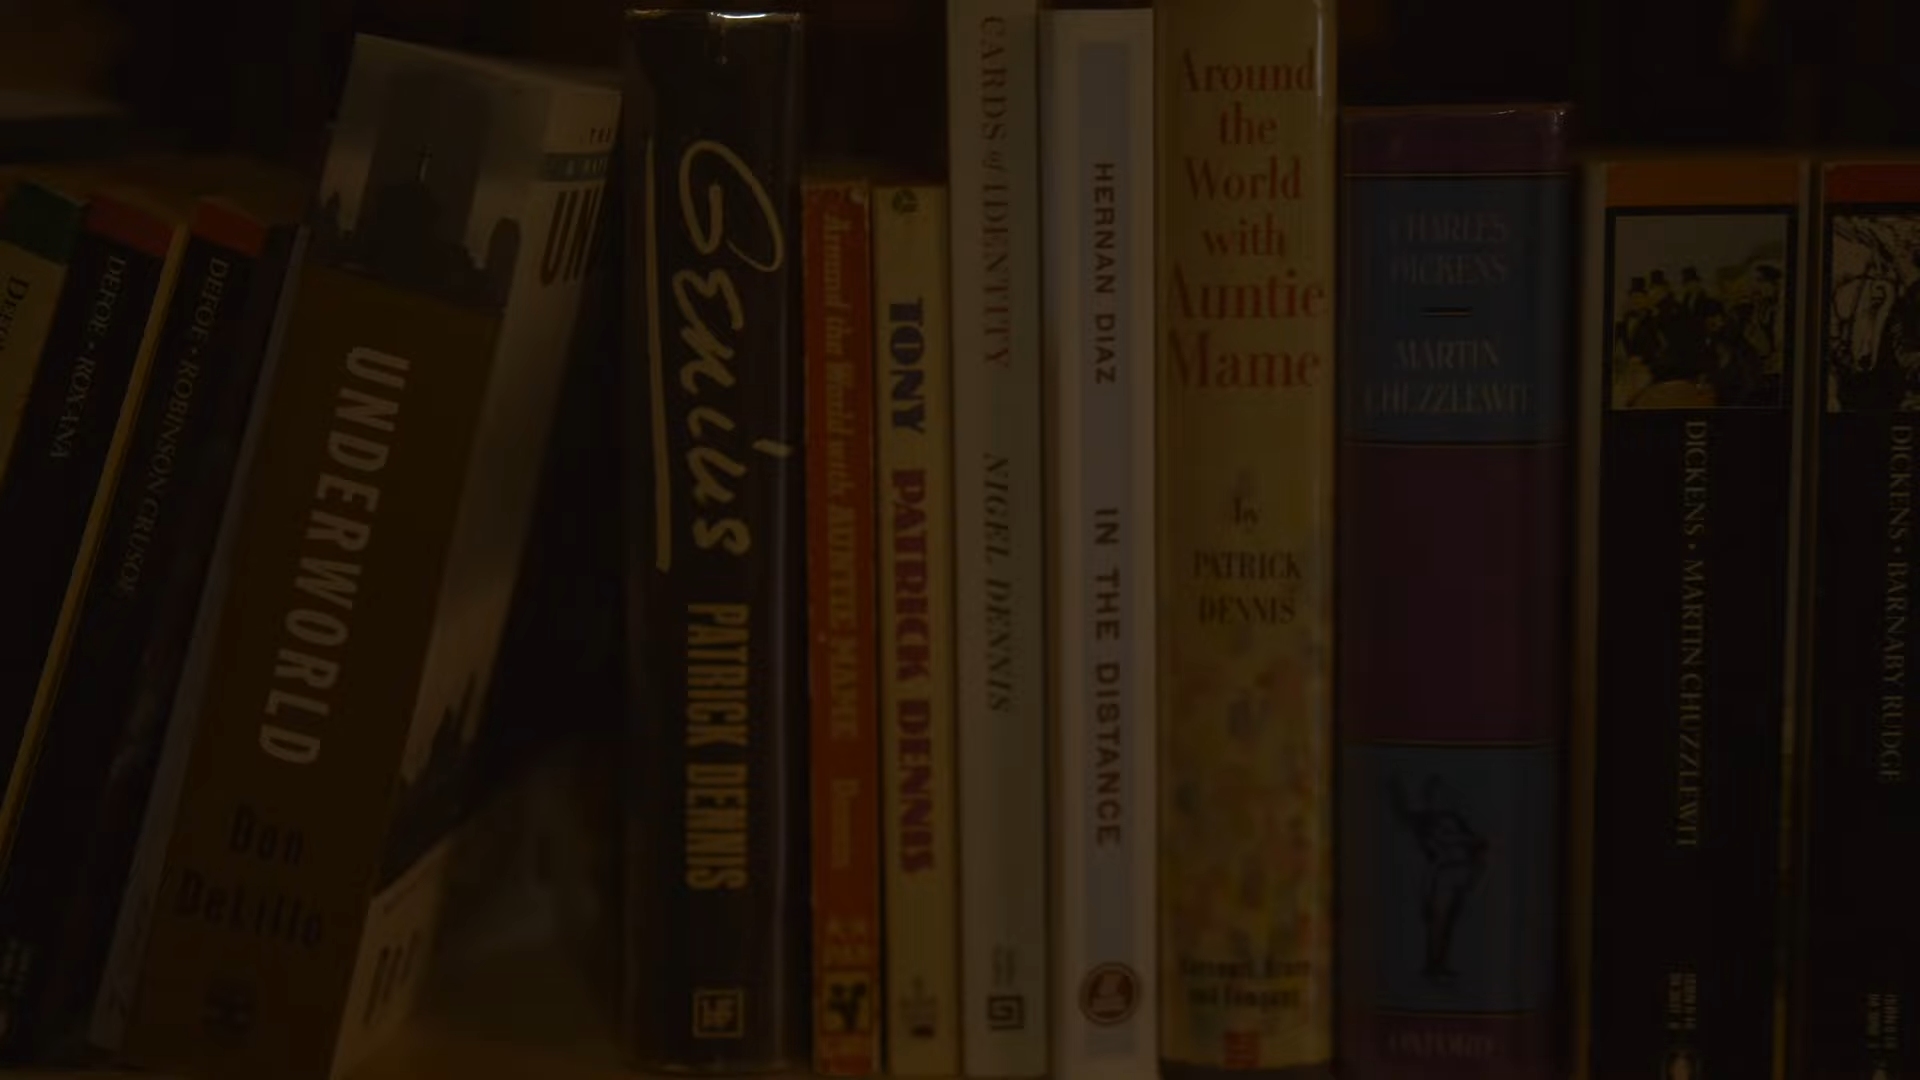 DEFOE • ROXANA
DEFOE • ROBINSON CRUSOE
UNDERWORLD
Don
DeLillo
Genius PATRICK DENNIS
Around the World with AUNTIE MAME Dennis
TONY PATRICK DENNIS
CARDS of IDENTITY NIGEL DENNIS
HERNAN DIAZ IN THE DISTANCE
Around
the
World
with
Auntie
Mame
by
PATRICK
DENNIS
CHARLES
DICKENS
MARTIN
CHUZZLEWIT
OXFORD
DICKENS • MARTIN CHUZZLEWIT
DICKENS • BARNABY RUDGE